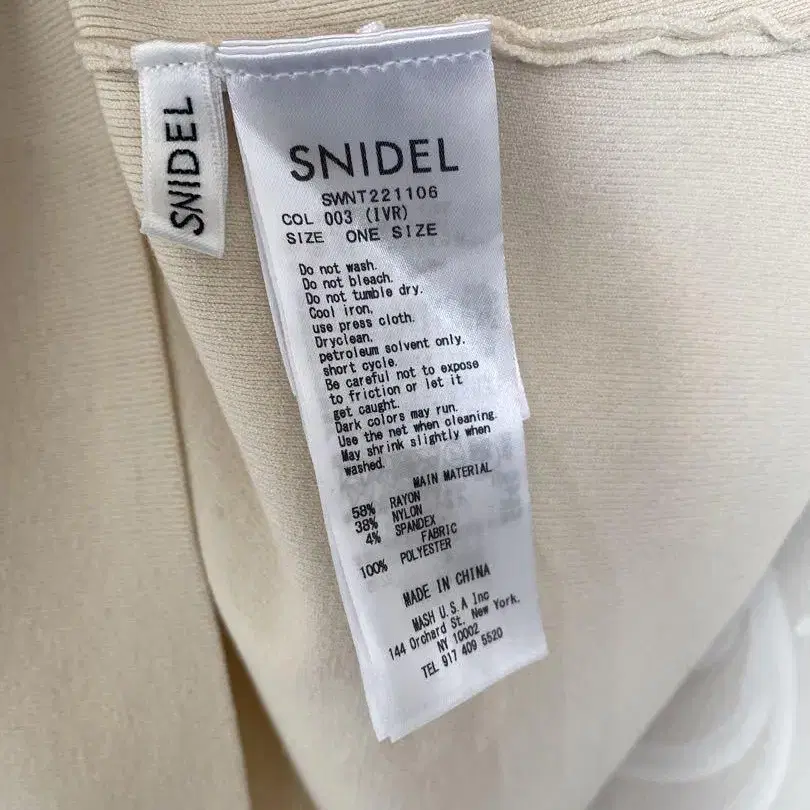 SNIDEL
SNIDEL
SWNT221106
COL 003 (IVR)
SIZE ONE SIZE
Do not wash.
Do not bleach.
Do not tumble dry.
Cool iron.
use press cloth.
Dryclean.
petroleum solvent only.
short cycle.
Be careful not to expose
to friction or let it
get caught.
Dark colors may run.
Use the net when cleaning.
May shrink slightly when
washed.
MAIN MATERIAL
58% RAYON
38% NYLON
4% SPANDEX
FABRIC
100% POLYESTER
MADE IN CHINA
MASH U.S.A Inc
144 Orchard St. New York.
NY 10002
TEL 917 409 5520